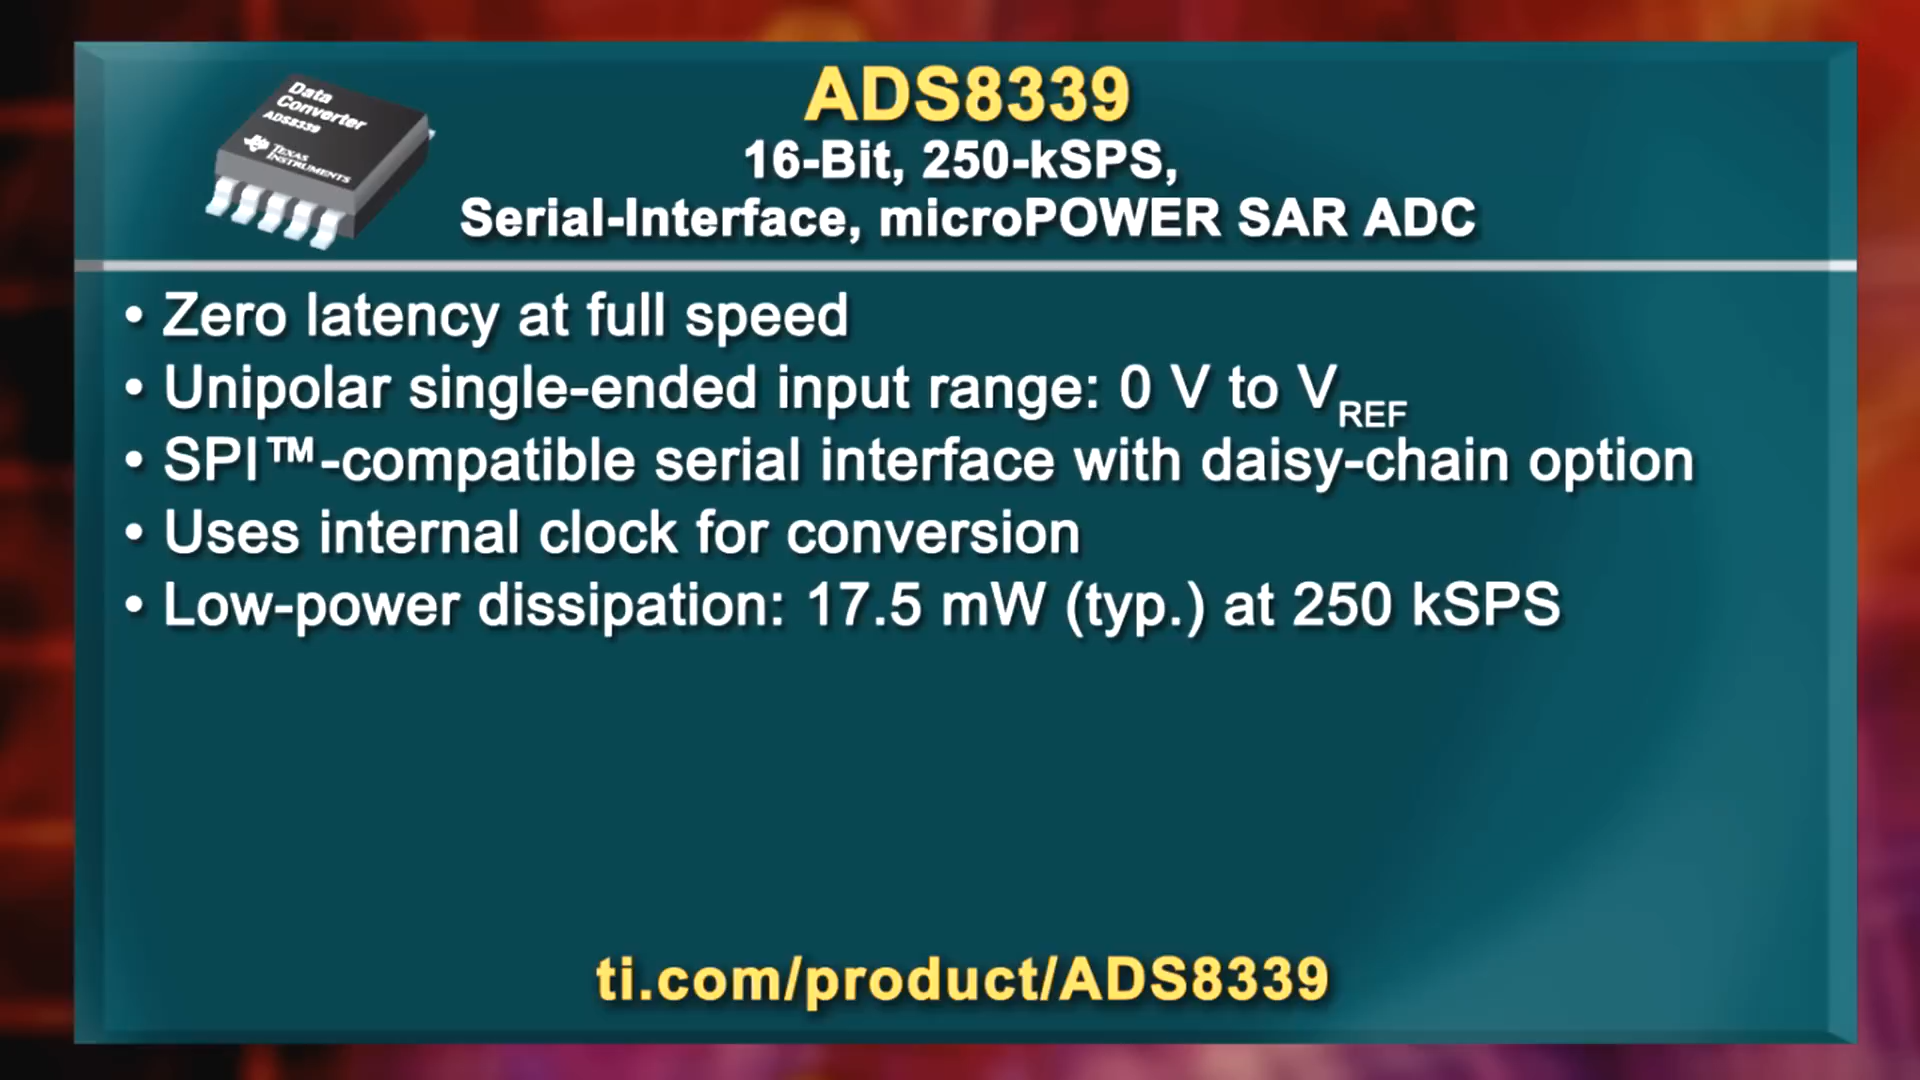 Data
Converter
ADS8339
TEXAS
INSTRUMENTS
ADS8339
16-Bit, 250-kSPS,
Serial-Interface, microPOWER SAR ADC
• Zero latency at full speed
• Unipolar single-ended input range: 0 V to VREF
• SPI™-compatible serial interface with daisy-chain option
• Uses internal clock for conversion
• Low-power dissipation: 17.5 mW (typ.) at 250 kSPS
ti.com/product/ADS8339